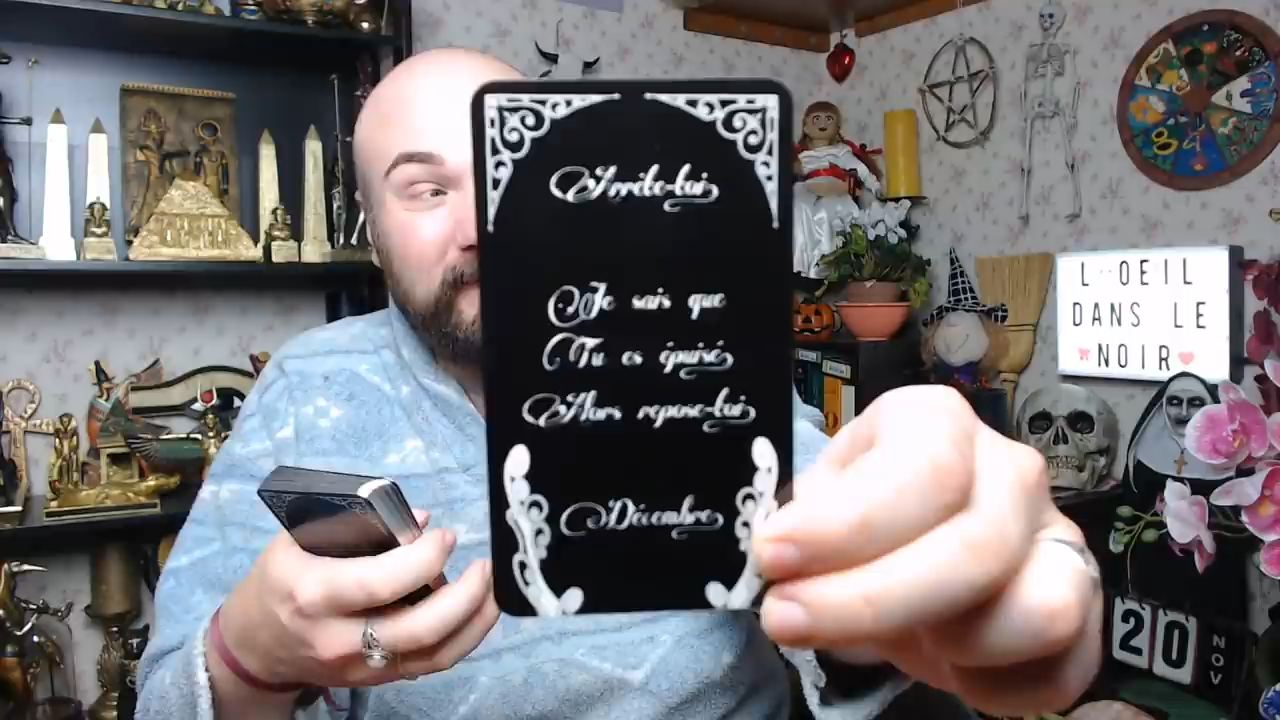 Arrête-toi
Je sais que
Tu es épuisé
Alors repose-toi
Décembre
L'OEIL
DANS LE
NOIR
20
NOV